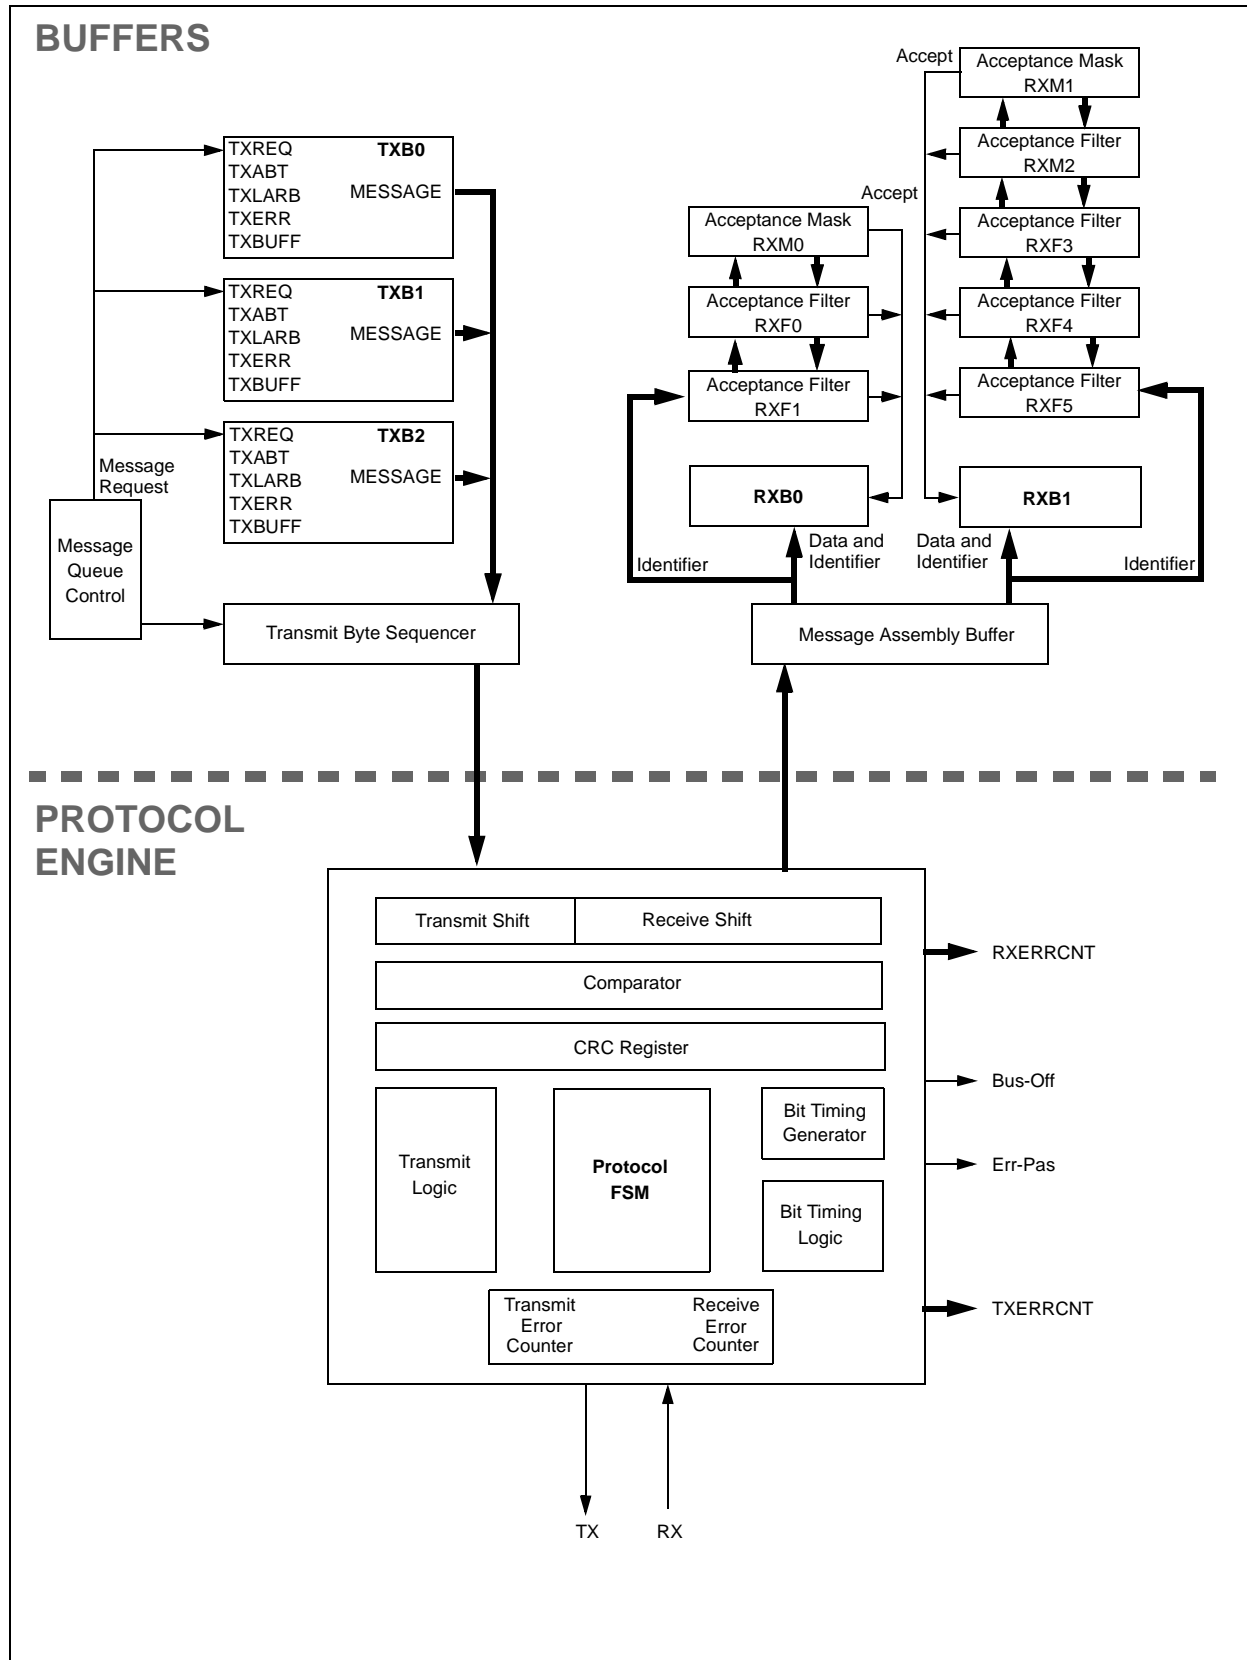 BUFFERS
TXREQ TXB0
TXABT
TXLARB MESSAGE
TXERR
TXBUFF
TXREQ TXB1
TXABT
TXLARB MESSAGE
TXERR
TXBUFF
TXREQ TXB2
TXABT
TXLARB MESSAGE
TXERR
TXBUFF
Message
Request
Message
Queue
Control
Transmit Byte Sequencer
Accept
Acceptance Mask
RXM1
Acceptance Filter
RXM2
Accept
Acceptance Mask
RXM0
Acceptance Filter
RXF3
Acceptance Filter
RXF0
Acceptance Filter
RXF4
Acceptance Filter
RXF1
Acceptance Filter
RXF5
RXB0
RXB1
Identifier
Data and
Identifier
Data and
Identifier
Identifier
Message Assembly Buffer
PROTOCOL
ENGINE
Transmit Shift
Receive Shift
Comparator
CRC Register
Transmit
Logic
Protocol
FSM
Bit Timing
Generator
Bit Timing
Logic
Transmit
Error
Counter
Receive
Error
Counter
RXERRCNT
Bus-Off
Err-Pas
TXERRCNT
TX
RX